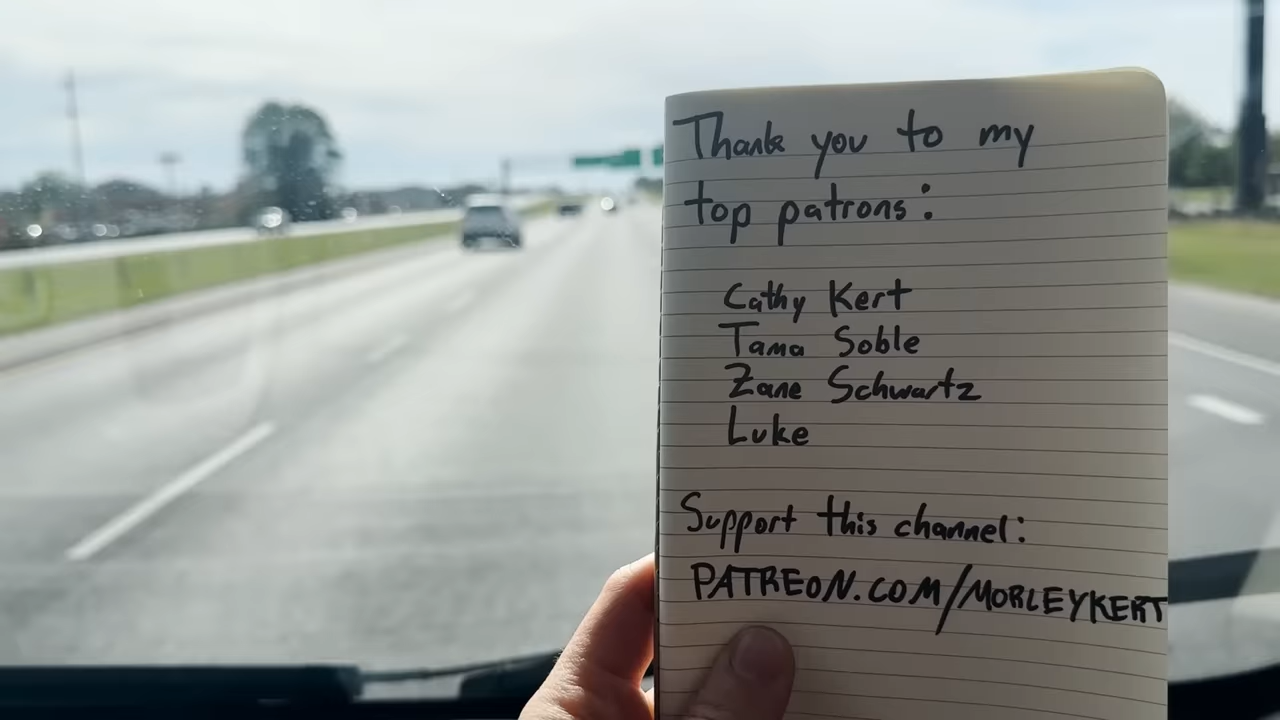 Thank you to my
top patrons:
Cathy Kert
Tama Soble
Zane Schwartz
Luke
Support this channel:
PATREON.COM/MORLEYKERT